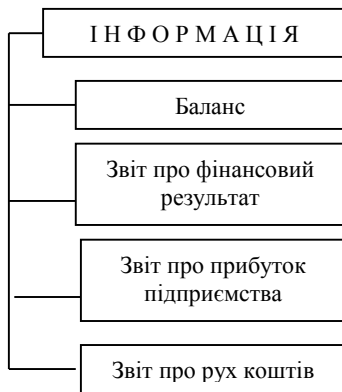 І Н Ф О Р М А Ц І Я
Баланс
Звіт про фінансовий
результат
Звіт про прибуток
підприємства
Звіт про рух коштів